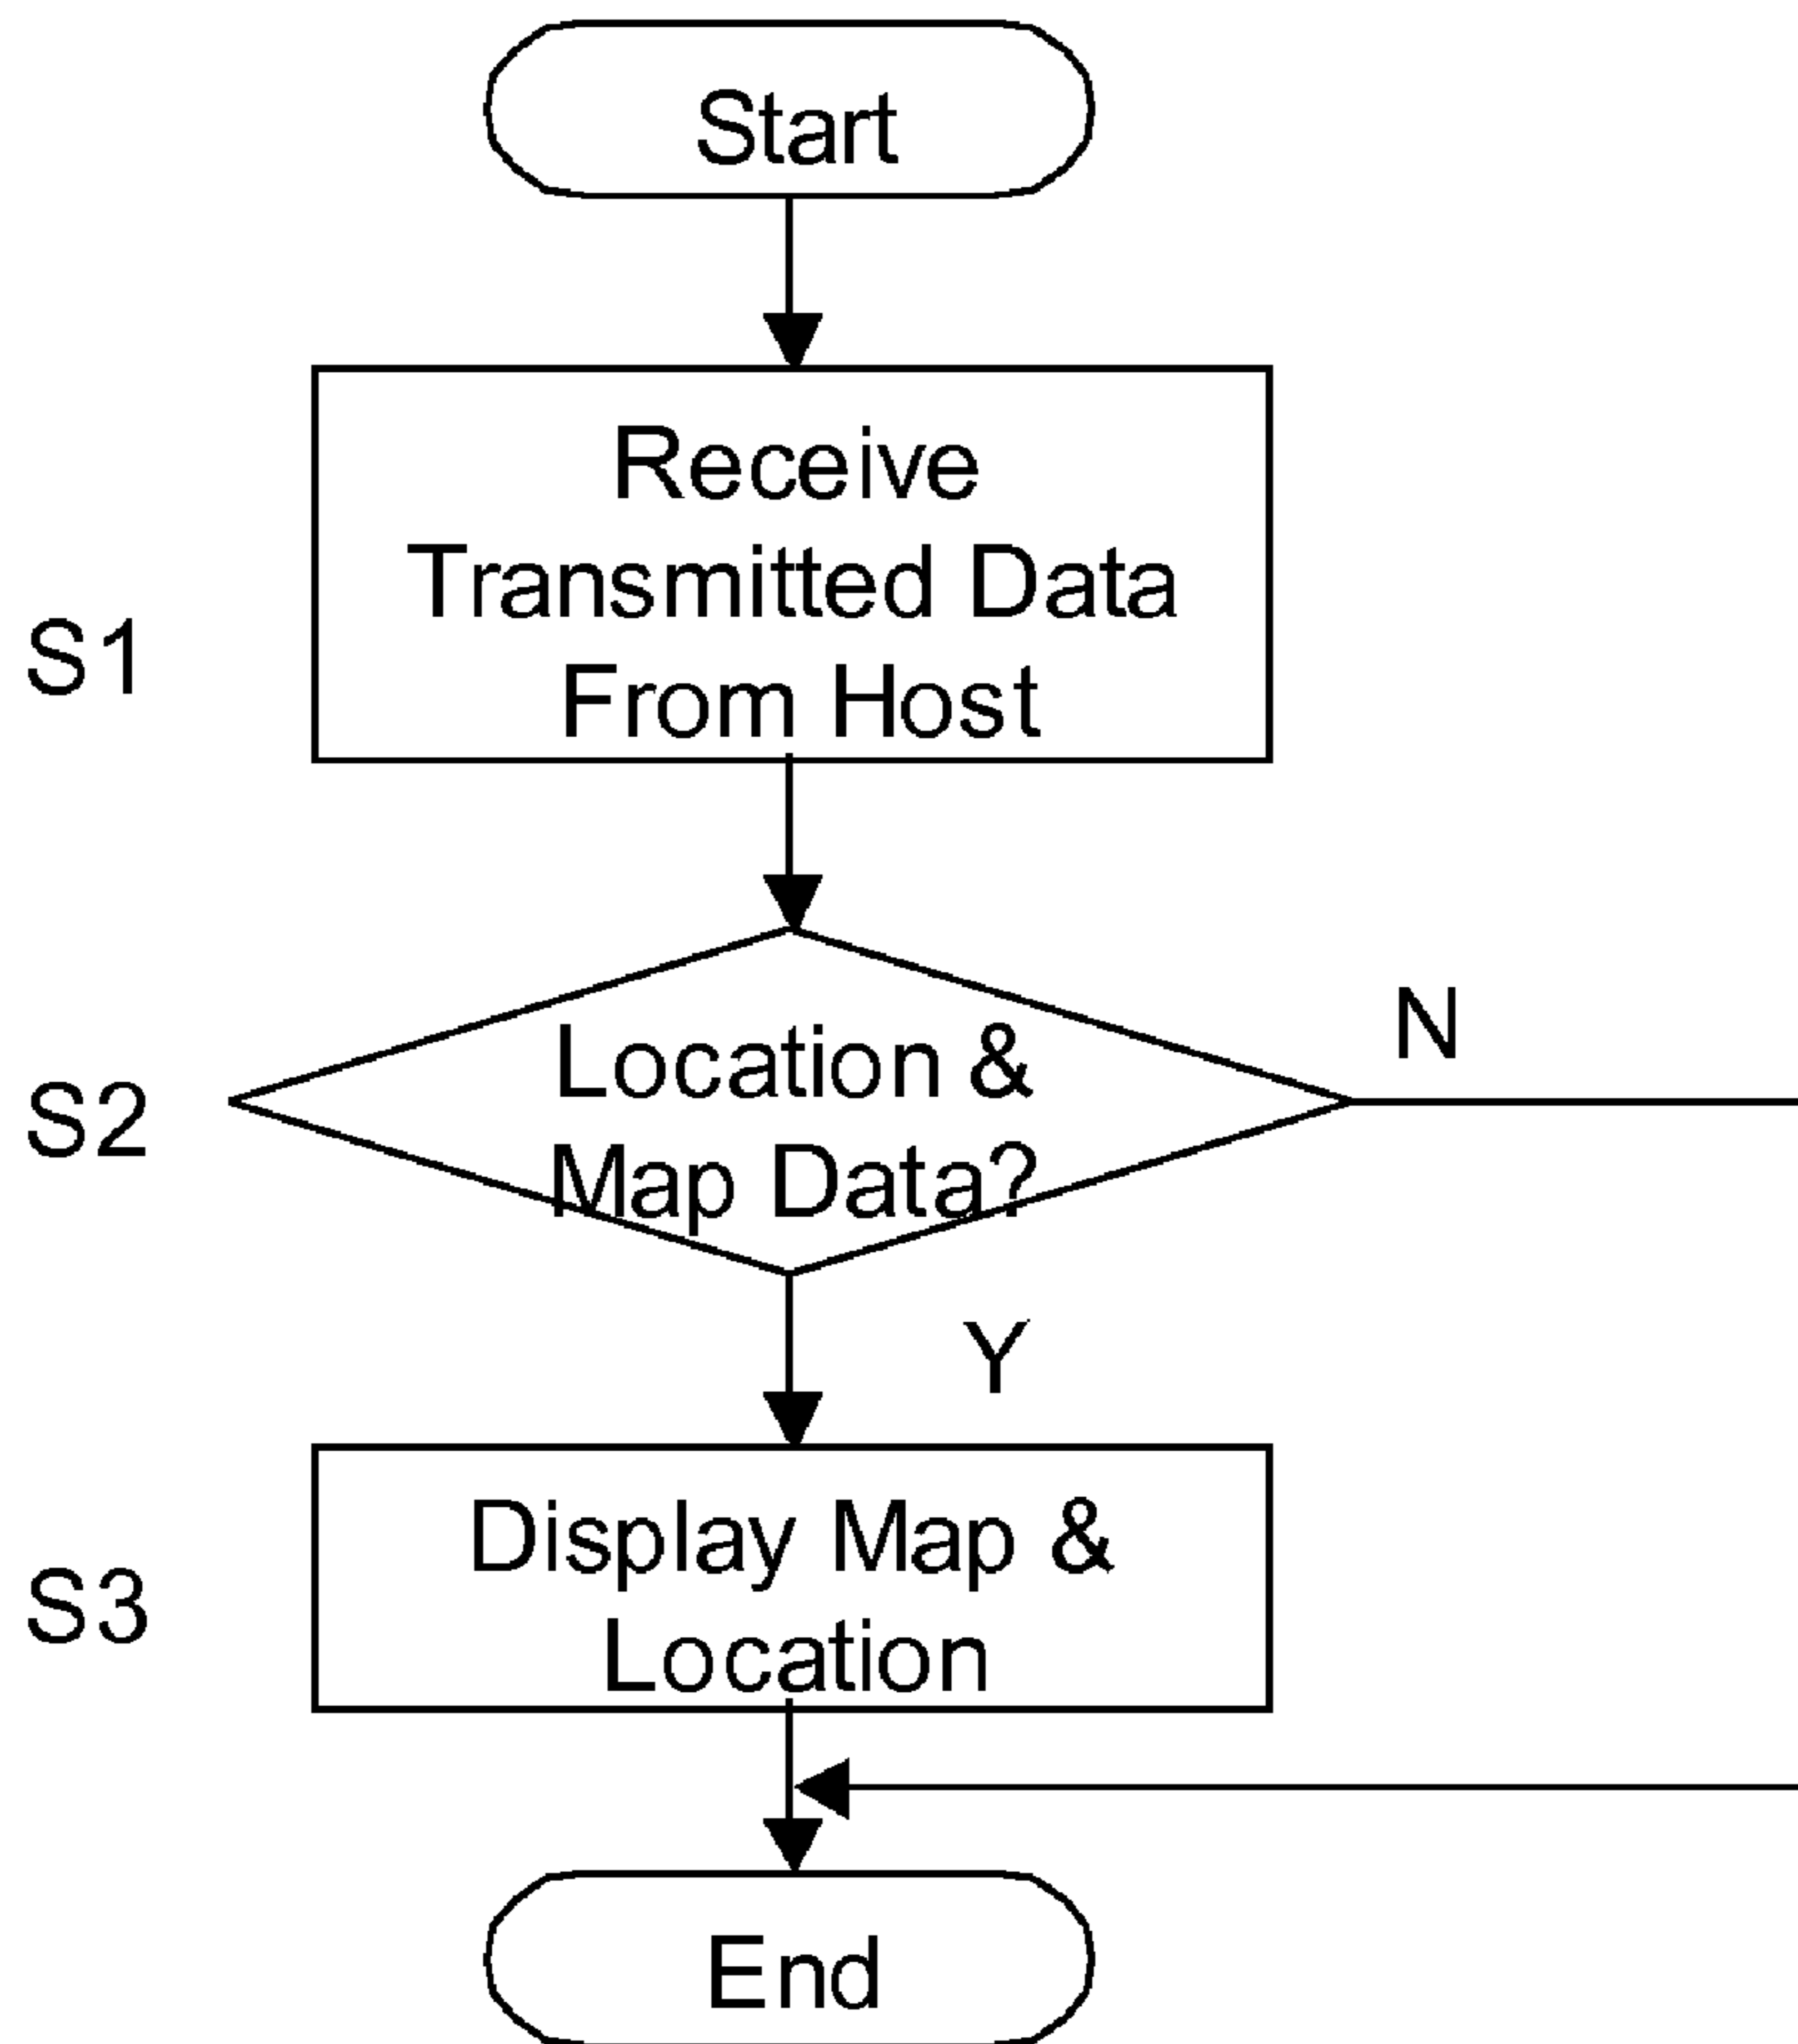 Start
Receive
Transmitted Data
From Host
S1
Location &
Map Data?
N
S2
Y
Display Map &
Location
S3
End